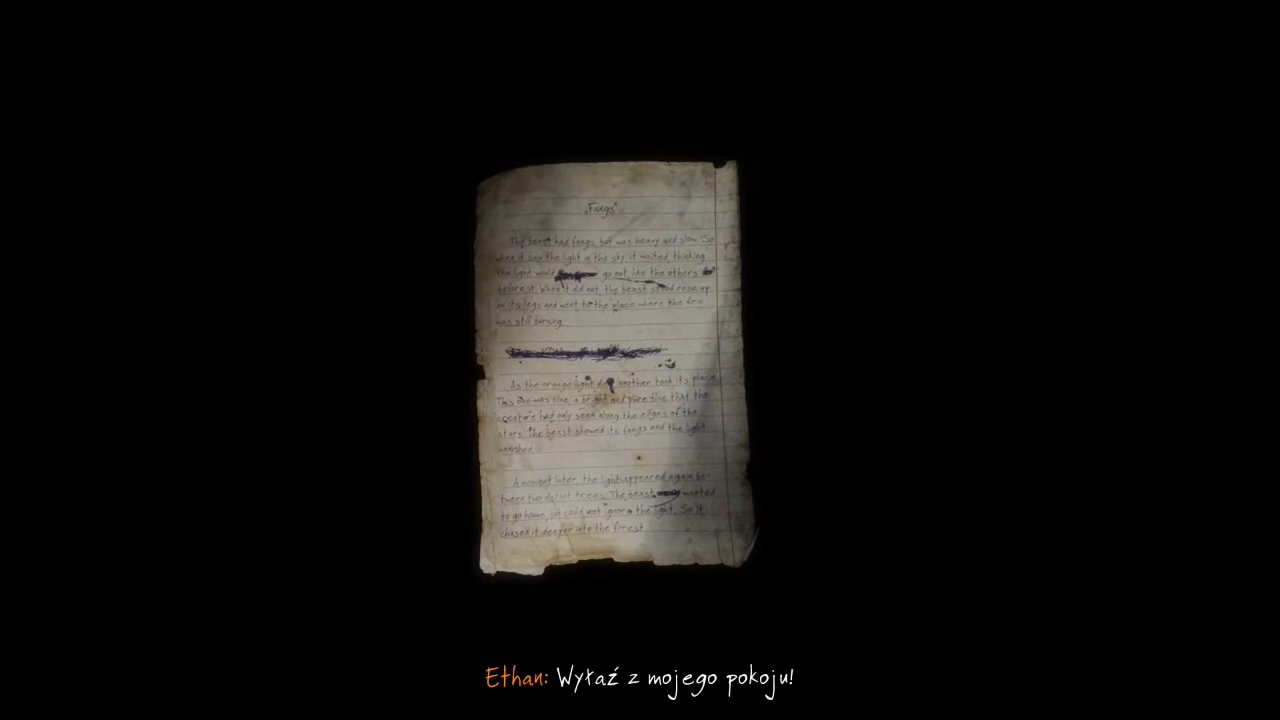 „Fangs"
The beast had fangs, but was heavy and slow. So
when it saw the light in the sky, it waited, thinking
the light would go out like the others
before it. When it did not, the beast stood rose up
on its legs and went to the place where the fire
was still burning.
As the orange light another took its place.
This one was blue, a bright and pure blue that the
creature had only seen along the edges of the
stars. The beast showed its fangs and the light
vanished.
A moment later, the light appeared again be-
tween two distant trees. The beast wanted
to go home, but could not ignore the light. So it
chased it deeper into the forest.
Ethan: Wyłaź z mojego pokoju!